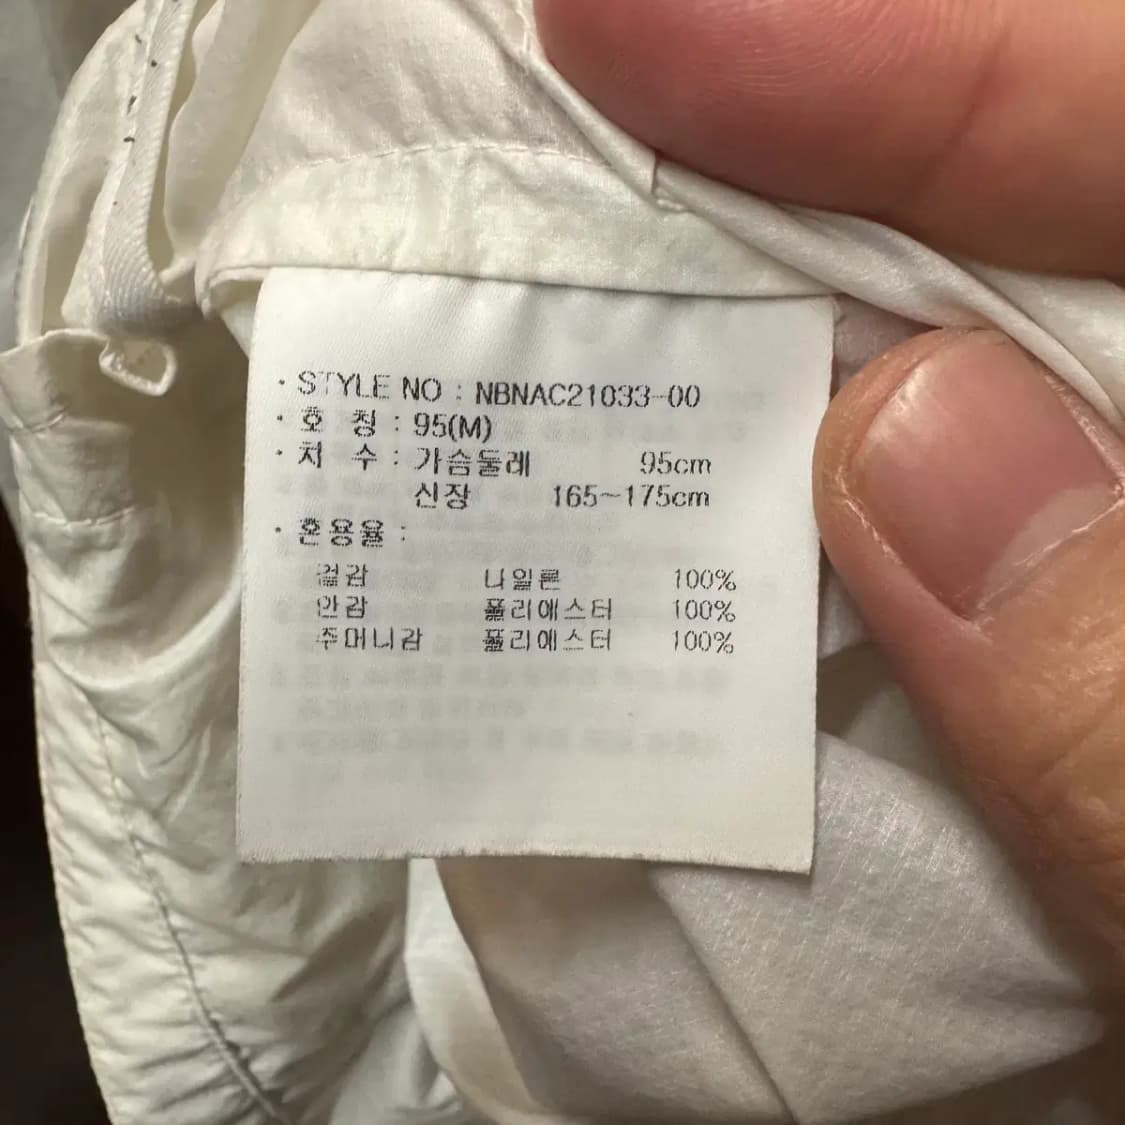 · STYLE NO : NBNAC21033-00
· 호 칭 : 95(M)
· 치 수 : 가슴둘레 95cm
신장 165~175cm
· 혼용율 :
겉감 나일론 100%
안감 폴리에스터 100%
주머니감 폴리에스터 100%